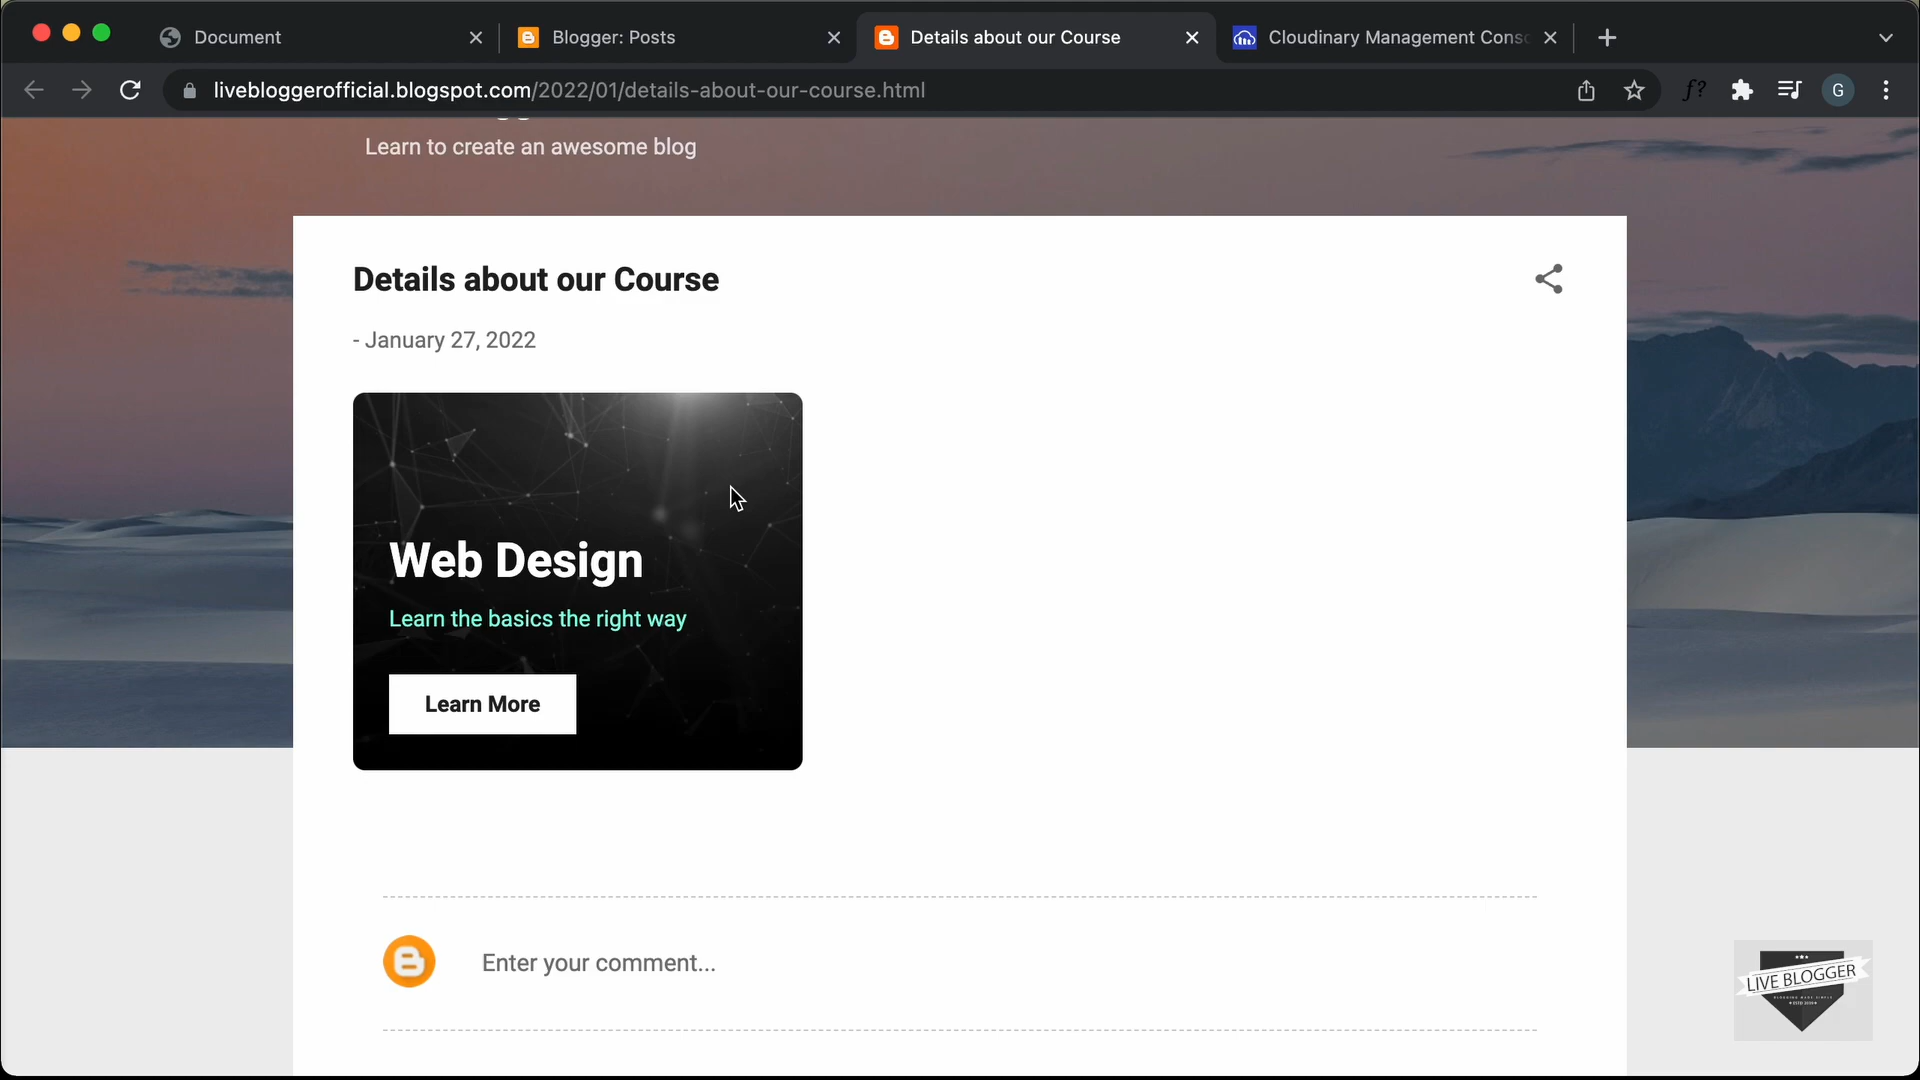 Document
Blogger: Posts
Details about our Course
Cloudinary Management Cons
livebloggerofficial.blogspot.com/2022/01/details-about-our-course.html
f?
G
Learn to create an awesome blog
Details about our Course
- January 27, 2022
Web Design
Learn the basics the right way
Learn More
Enter your comment...
LIVE BLOGGER